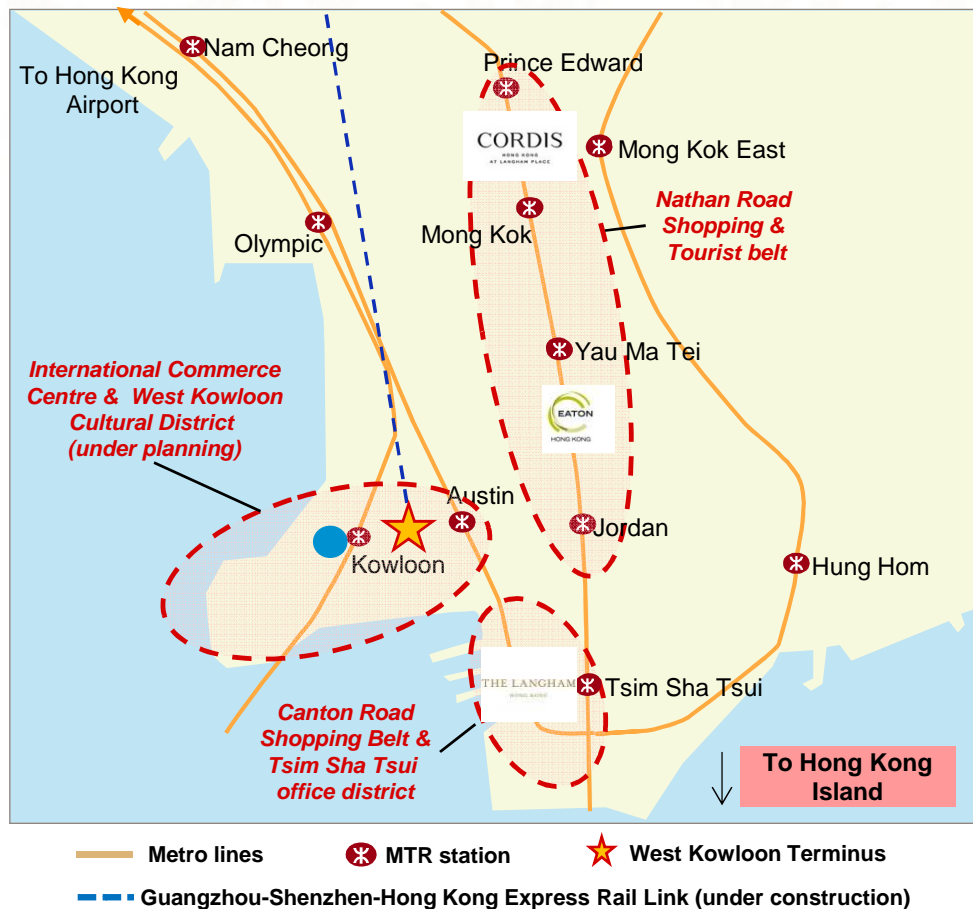 Nam Cheong
To Hong Kong
Airport
Prince Edward
CORDIS
HONG KONG
AT LANGHAM PLACE
Mong Kok East
Nathan Road
Shopping &
Tourist belt
Mong Kok
Olympic
Yau Ma Tei
International Commerce
Centre & West Kowloon
Cultural District
(under planning)
EATON
HONG KONG
Austin
Jordan
Kowloon
Hung Hom
THE LANGHAM
Tsim Sha Tsui
Canton Road
Shopping Belt &
Tsim Sha Tsui
office district
To Hong Kong
Island
Metro lines
MTR station
West Kowloon Terminus
Guangzhou-Shenzhen-Hong Kong Express Rail Link (under construction)